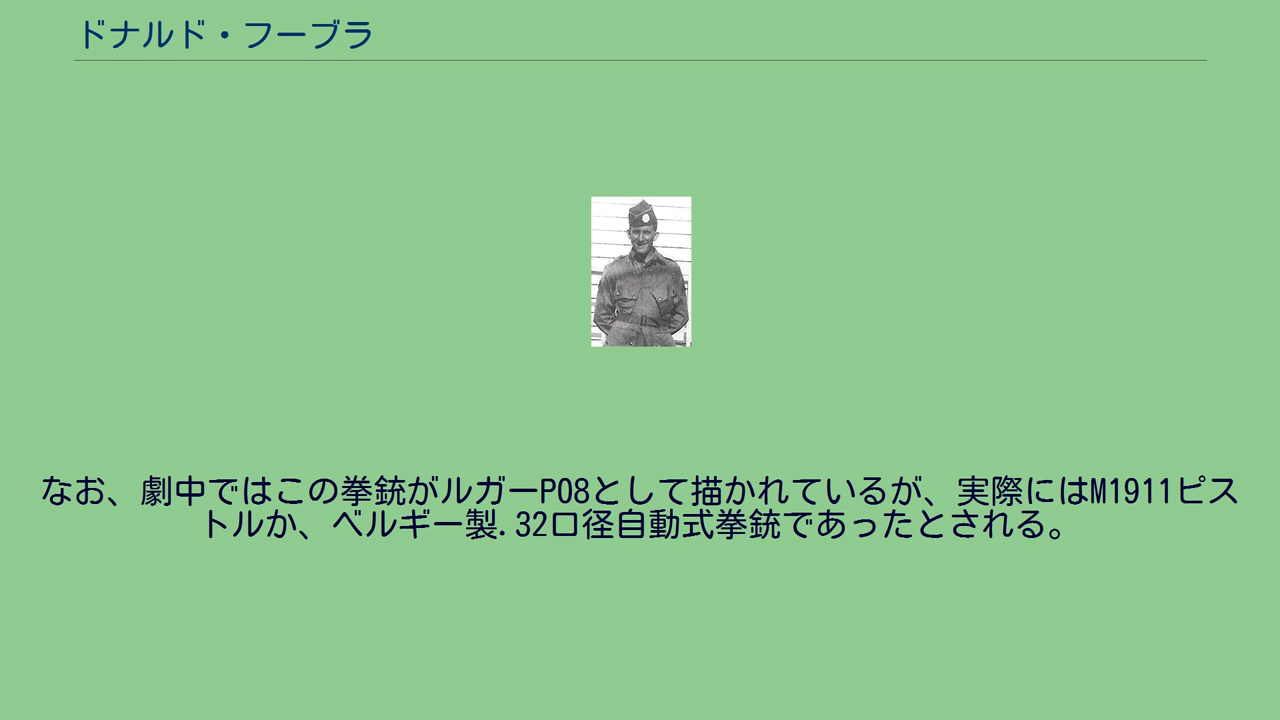 ドナルド・フーブラ
なお、劇中ではこの拳銃がルガーP08として描かれているが、実際にはM1911ピス
トルか、ベルギー製.32口径自動式拳銃であったとされる。